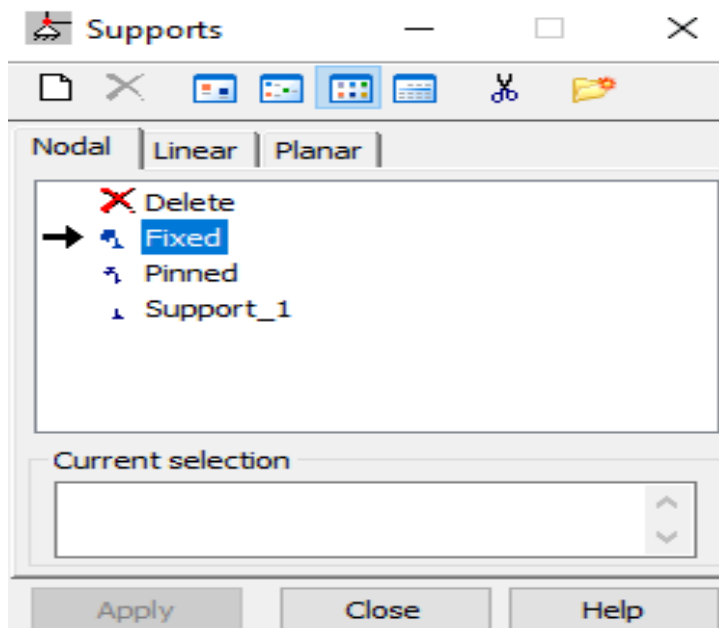 Supports
Nodal Linear Planar
Delete
Fixed
Pinned
Support_1
Current selection
Apply Close Help